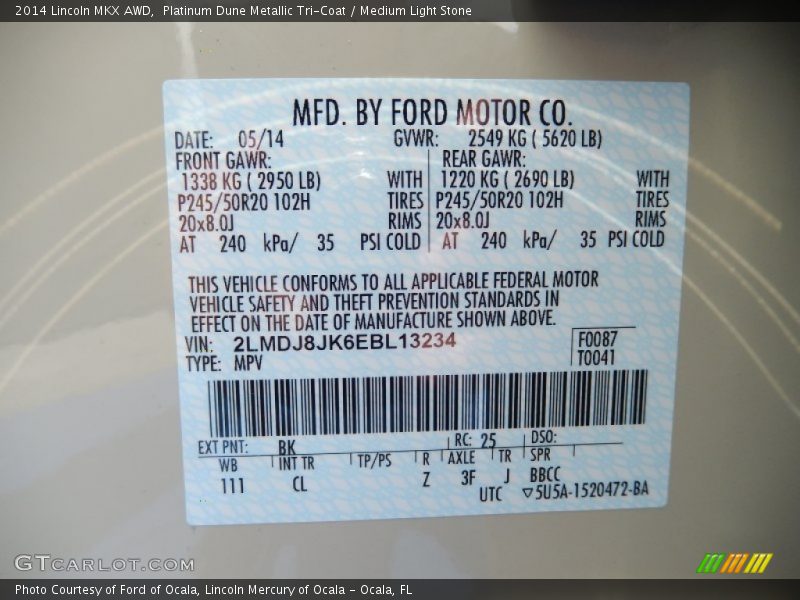 2014 Lincoln MKX AWD,  Platinum Dune Metallic Tri-Coat / Medium Light Stone
MFD. BY FORD MOTOR CO.
DATE: 05/14 GVWR: 2549 KG ( 5620 LB)
FRONT GAWR: REAR GAWR:
1338 KG ( 2950 LB) WITH 1220 KG ( 2690 LB) WITH
P245/50R20 102H TIRES P245/50R20 102H TIRES
20x8.0J RIMS 20x8.0J RIMS
AT 240 kPa/ 35 PSI COLD AT 240 kPa/ 35 PSI COLD
THIS VEHICLE CONFORMS TO ALL APPLICABLE FEDERAL MOTOR
VEHICLE SAFETY AND THEFT PREVENTION STANDARDS IN
EFFECT ON THE DATE OF MANUFACTURE SHOWN ABOVE.
VIN: 2LMDJ8JK6EBL13234 F0087
TYPE: MPV T0041
EXT PNT: BK RC: 25 DSO:
WB INT TR TP/PS R AXLE TR SPR
111 CL Z 3F J BBCC
UTC ▽5U5A-1520472-BA
GTCARLOT.COM
Photo Courtesy of Ford of Ocala, Lincoln Mercury of Ocala - Ocala, FL